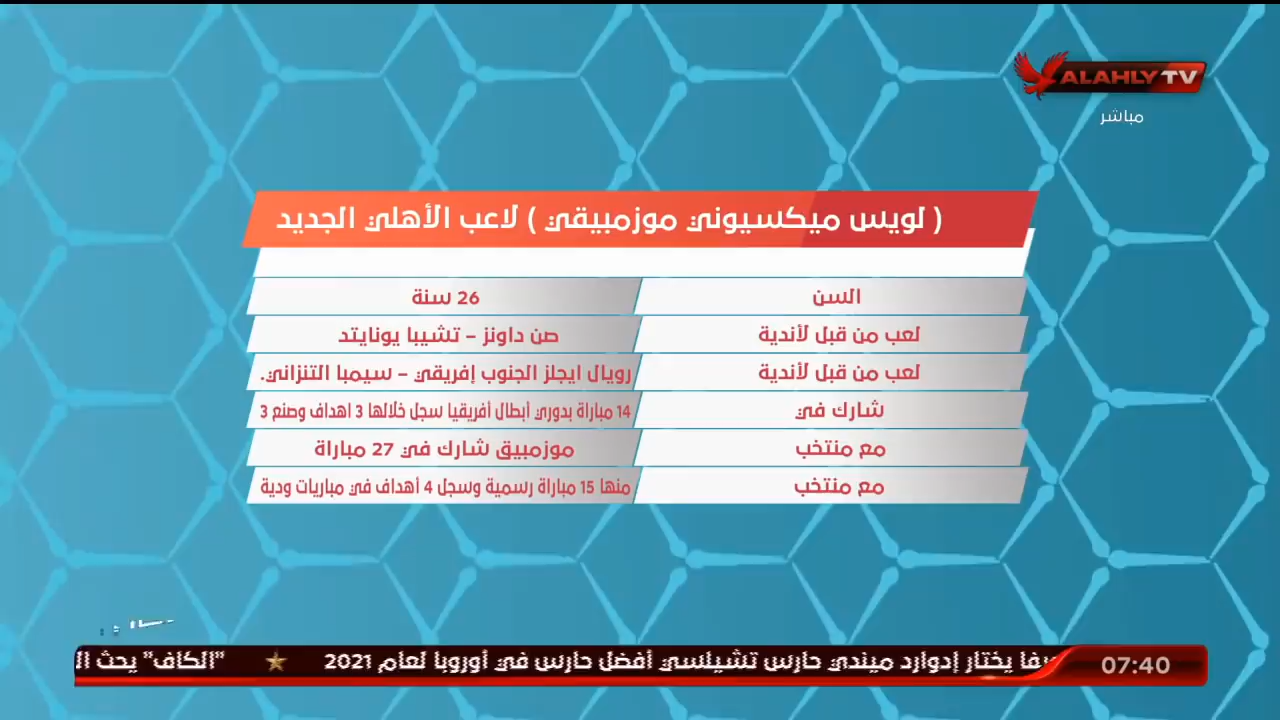 ALAHLY TV
مباشر
( لويس ميكسيوني موزمبيقي ) لاعب الأهلي الجديد
السن 26 سنة
لعب من قبل لأندية صن داونز – تشيبا يونايتد
لعب من قبل لأندية رويال ايجلز الجنوب إفريقي – سيمبا التنزاني.
شارك في 14 مباراة بدوري أبطال أفريقيا سجل خلالها 3 اهداف وصنع 3
مع منتخب موزمبيق شارك في 27 مباراة
مع منتخب منها 15 مباراة رسمية وسجل 4 أهداف في مباريات ودية
07:40 يختار إدوارد ميندي حارس تشيلسي أفضل حارس في أوروبا لعام 2021 "الكاف" يحث